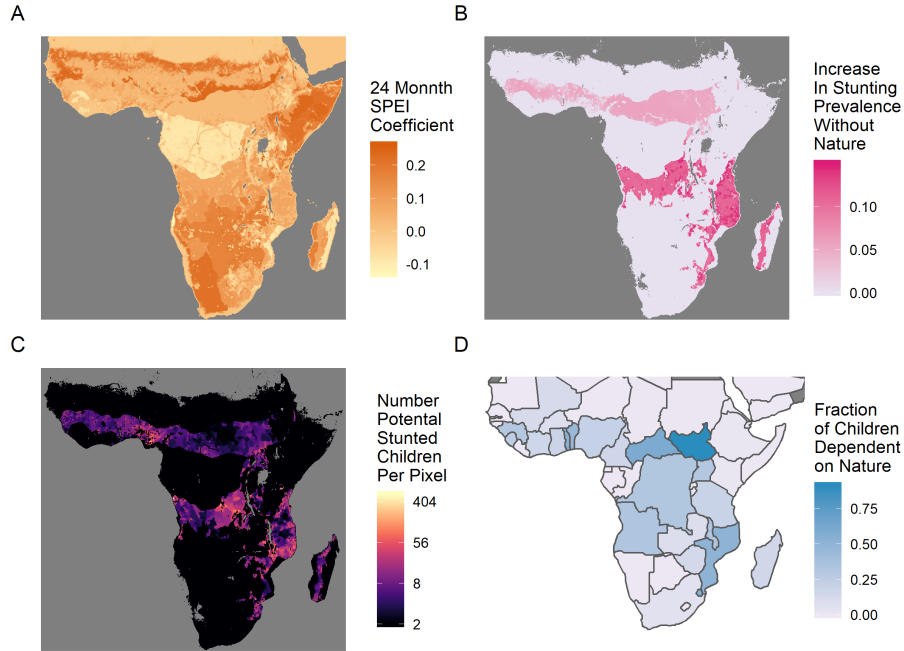 A
24 Monnth
SPEI
Coefficient
0.2
0.1
0.0
-0.1
B
Increase
In Stunting
Prevalence
Without
Nature
0.10
0.05
0.00
C
Number
Potental
Stunted
Children
Per Pixel
404
56
8
2
D
Fraction
of Children
Dependent
on Nature
0.75
0.50
0.25
0.00